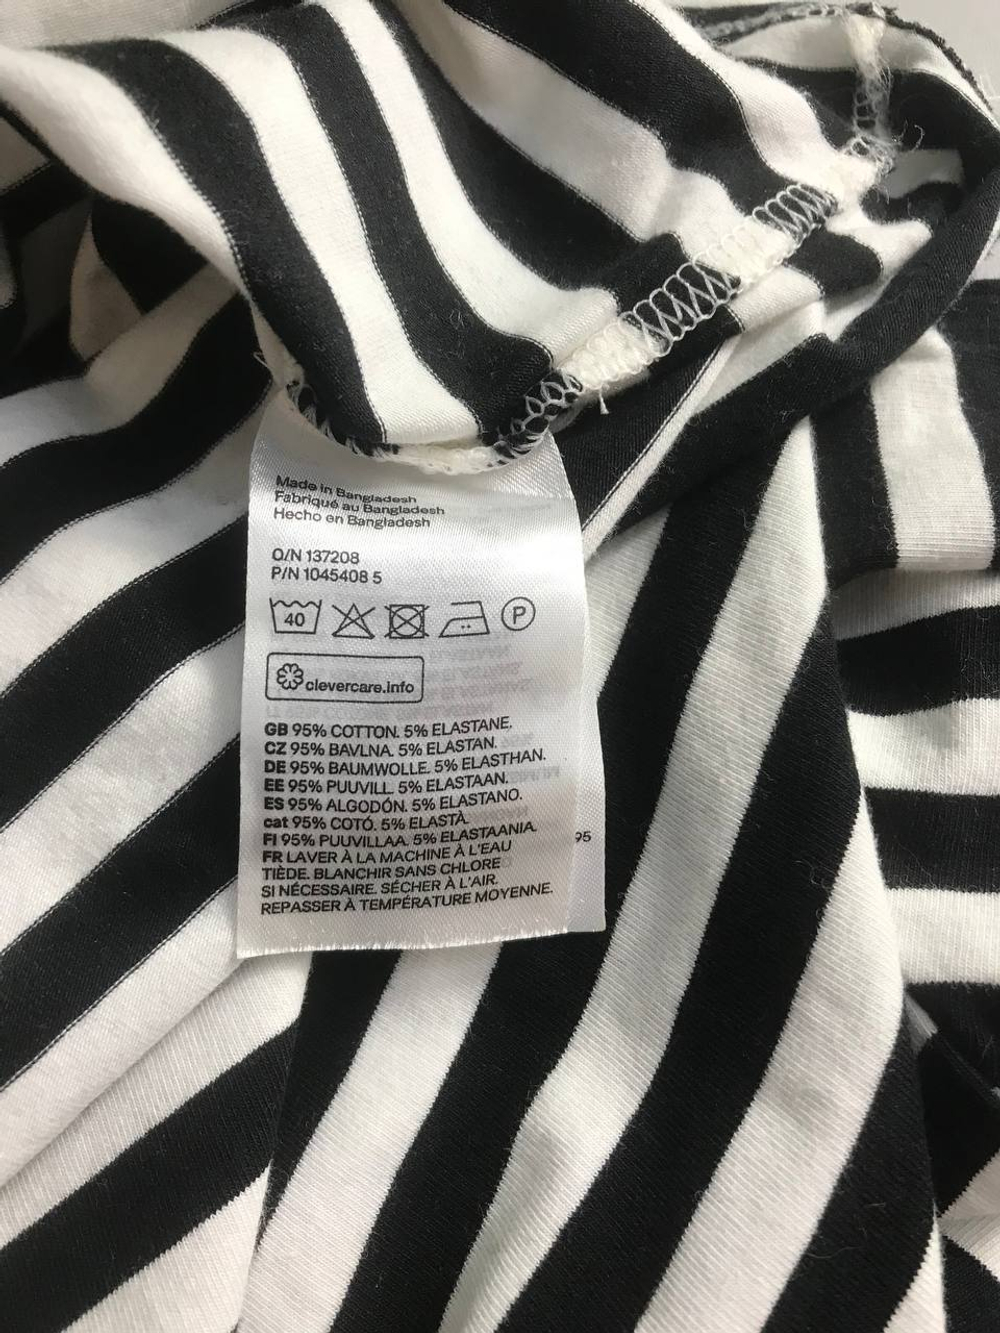 Made in Bangladesh
Fabriqué au Bangladesh
Hecho en Bangladesh
O/N 137208
P/N 1045408 5
40
P
clevercare.info
GB 95% COTTON. 5% ELASTANE.
CZ 95% BAVLNA. 5% ELASTAN.
DE 95% BAUMWOLLE. 5% ELASTHAN.
EE 95% PUUVILL. 5% ELASTAAN.
ES 95% ALGODÓN. 5% ELASTANO.
cat 95% COTÓ. 5% ELASTÀ.
FI 95% PUUVILLAA. 5% ELASTAANIA.
FR LAVER À LA MACHINE À L'EAU
TIÈDE. BLANCHIR SANS CHLORE
SI NÉCESSAIRE. SÉCHER À L'AIR.
REPASSER À TEMPÉRATURE MOYENNE.
95